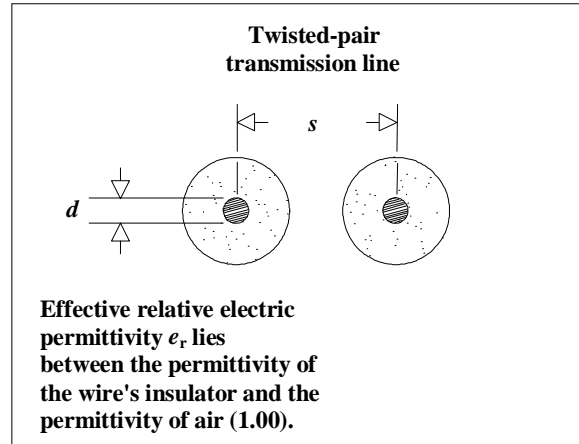 Twisted-pair
transmission line
s
d
Effective relative electric
permittivity er lies
between the permittivity of
the wire's insulator and the
permittivity of air (1.00).